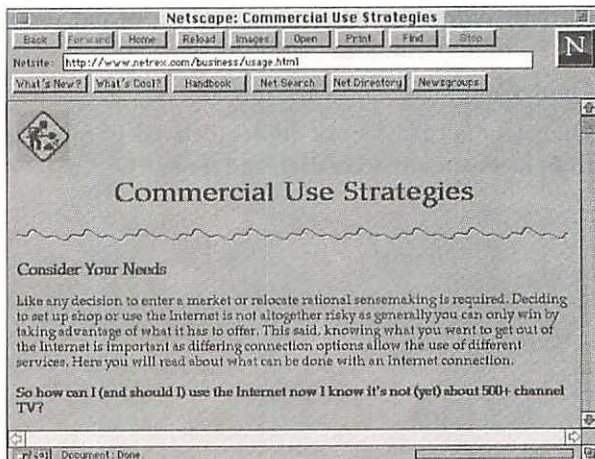 Netscape: Commercial Use Strategies
Back Forward Home Reload Images Open Print Find Stop
N
Netsite: http://www.netrex.com/business/usage.html
What's New? What's Cool? Handbook Net Search Net Directory Newsgroups
Commercial Use Strategies
Consider Your Needs
Like any decision to enter a market or relocate rational sensemaking is required. Deciding
to set up shop or use the Internet is not altogether risky as generally you can only win by
taking advantage of what it has to offer. This said, knowing what you want to get out of
the Internet is important as differing connection options allow the use of different
services. Here you will read about what can be done with an Internet connection.
So how can I (and should I) use the Internet now I know it's not (yet) about 500+ channel
TV?
Document: Done.